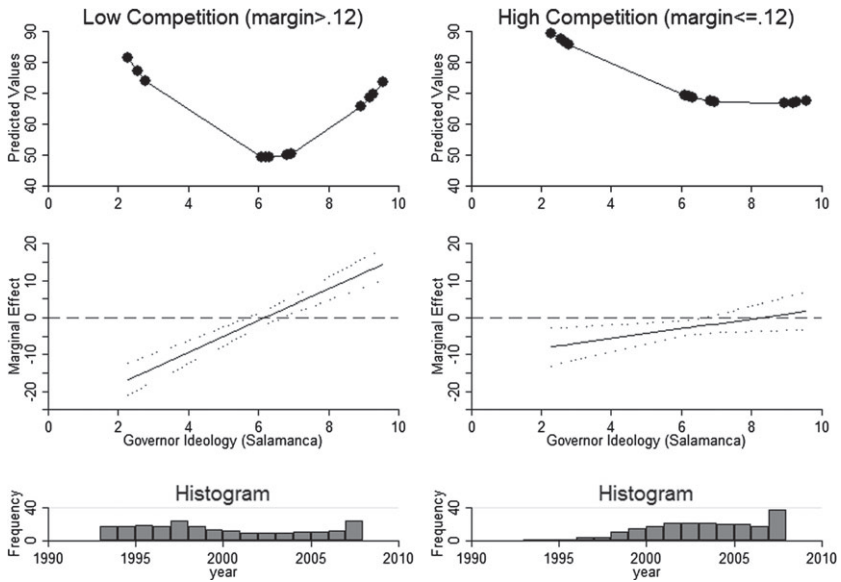 Low Competition (margin>.12)
High Competition (margin<=.12)
Predicted Values
90
80
70
60
50
40
0 2 4 6 8 10
Predicted Values
90
80
70
60
50
40
0 2 4 6 8 10
Marginal Effect
20
10
0
-10
-20
0 2 4 6 8 10
Governor Ideology (Salamanca)
Marginal Effect
20
10
0
-10
-20
0 2 4 6 8 10
Governor Ideology (Salamanca)
Histogram
Frequency
40
0
1990 1995 2000 2005 2010
year
Histogram
Frequency
40
0
1990 1995 2000 2005 2010
year